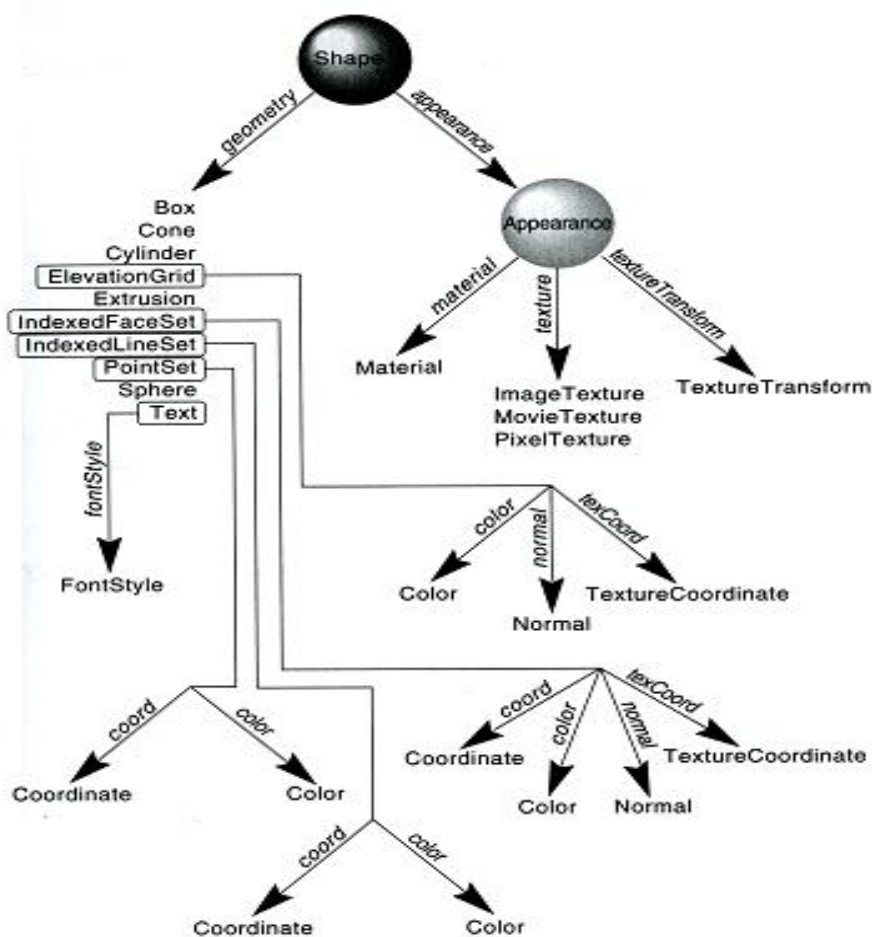 Shape
geometry
appearance
Box
Cone
Cylinder
ElevationGrid
Extrusion
IndexedFaceSet
IndexedLineSet
PointSet
Sphere
Text
Appearance
material
texture
textureTransform
Material
ImageTexture
MovieTexture
PixelTexture
TextureTransform
fontStyle
FontStyle
color
normal
texCoord
Color
Normal
TextureCoordinate
coord
color
normal
texCoord
Coordinate
Color
Normal
TextureCoordinate
coord
color
Coordinate
Color
coord
color
Coordinate
Color